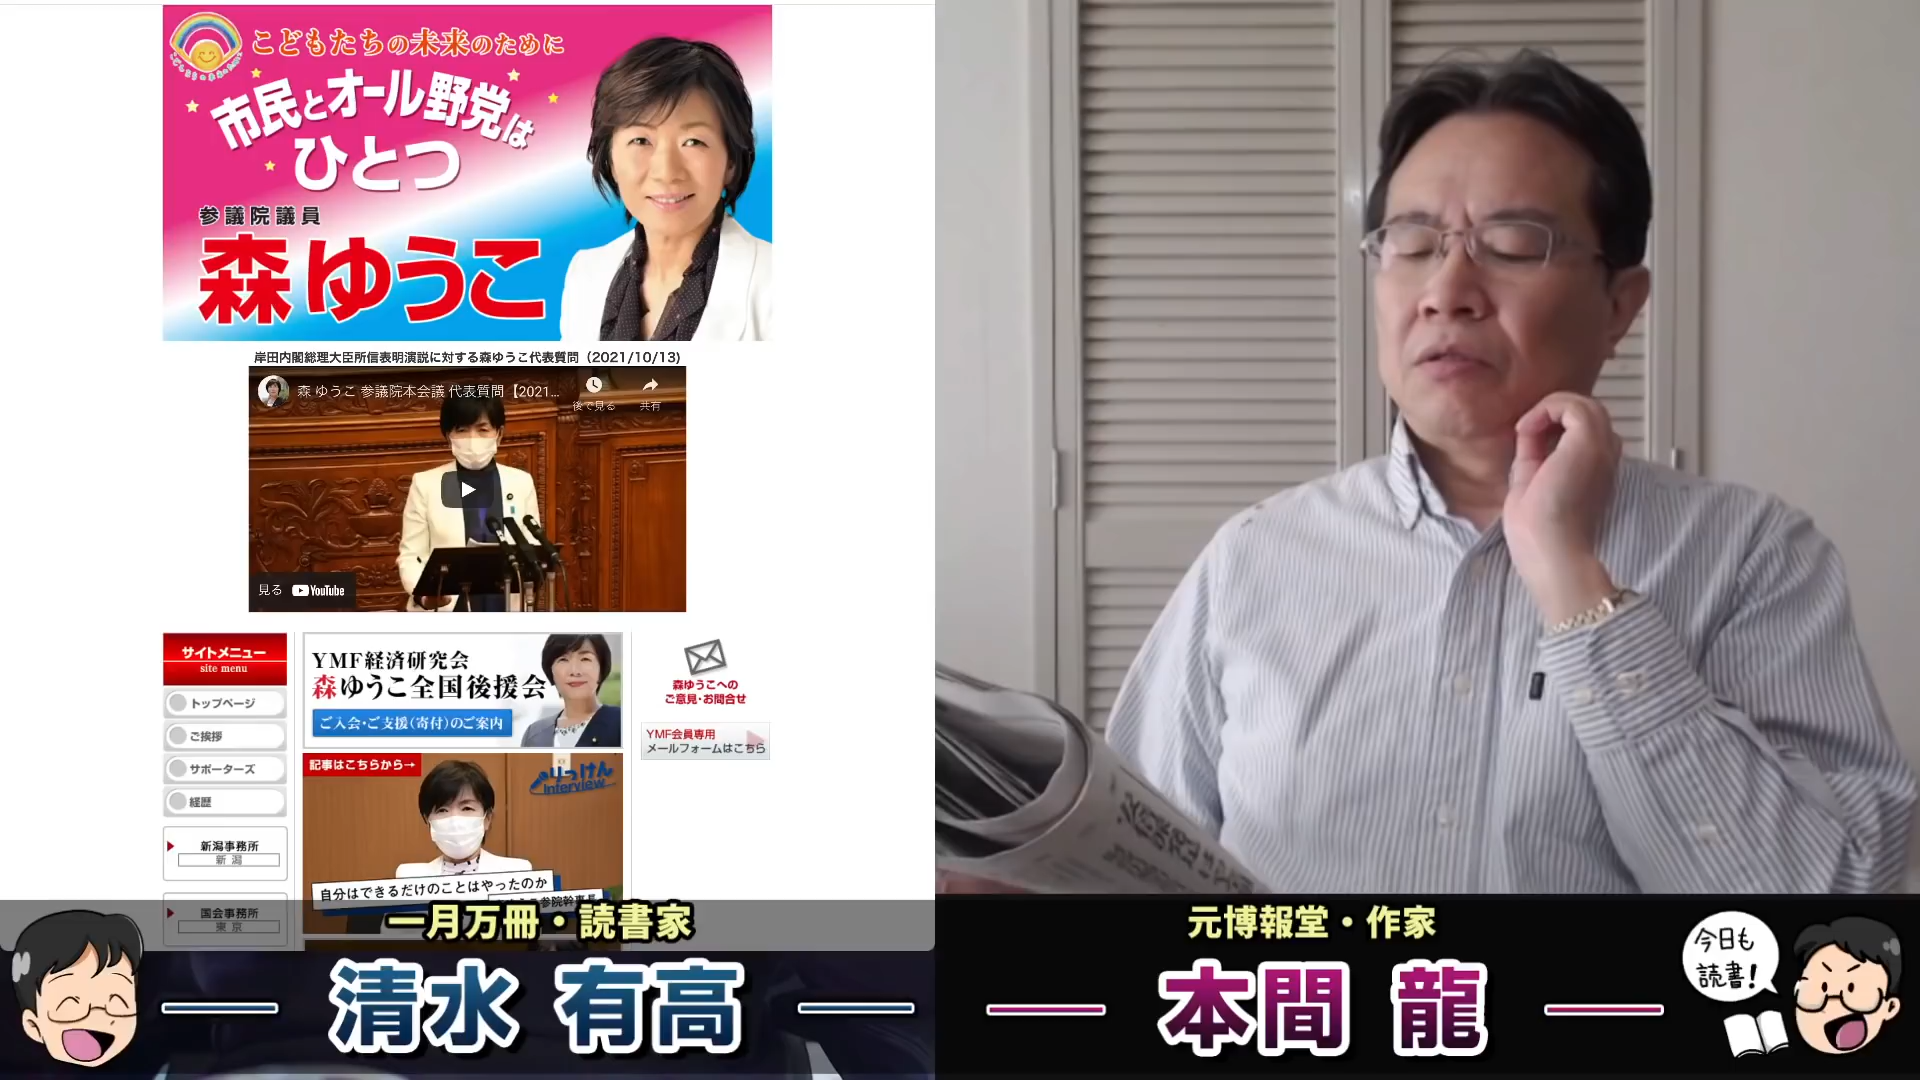 こどもたちの未来のために
市民とオール野党は
ひとつ
参議院議員
森ゆうこ
岸田内閣総理大臣所信表明演説に対する森ゆうこ代表質問（2021/10/13）
森 ゆうこ 参議院本会議 代表質問【2021...
後で見る
共有
見る YouTube
サイトメニュー
site menu
トップページ
ご挨拶
サポーターズ
経歴
新潟事務所
新 潟
国会事務所
東 京
YMF経済研究会
森ゆうこ全国後援会
ご入会・ご支援（寄付）のご案内
記事はこちらから→
りっけん
Interview
自分はできるだけのことはやったのか
森ゆうこへの
ご意見・お問合せ
YMF会員専用
メールフォームはこちら
一月万冊・読書家
清水 有高
元博報堂・作家
本間 龍
今日も
読書！